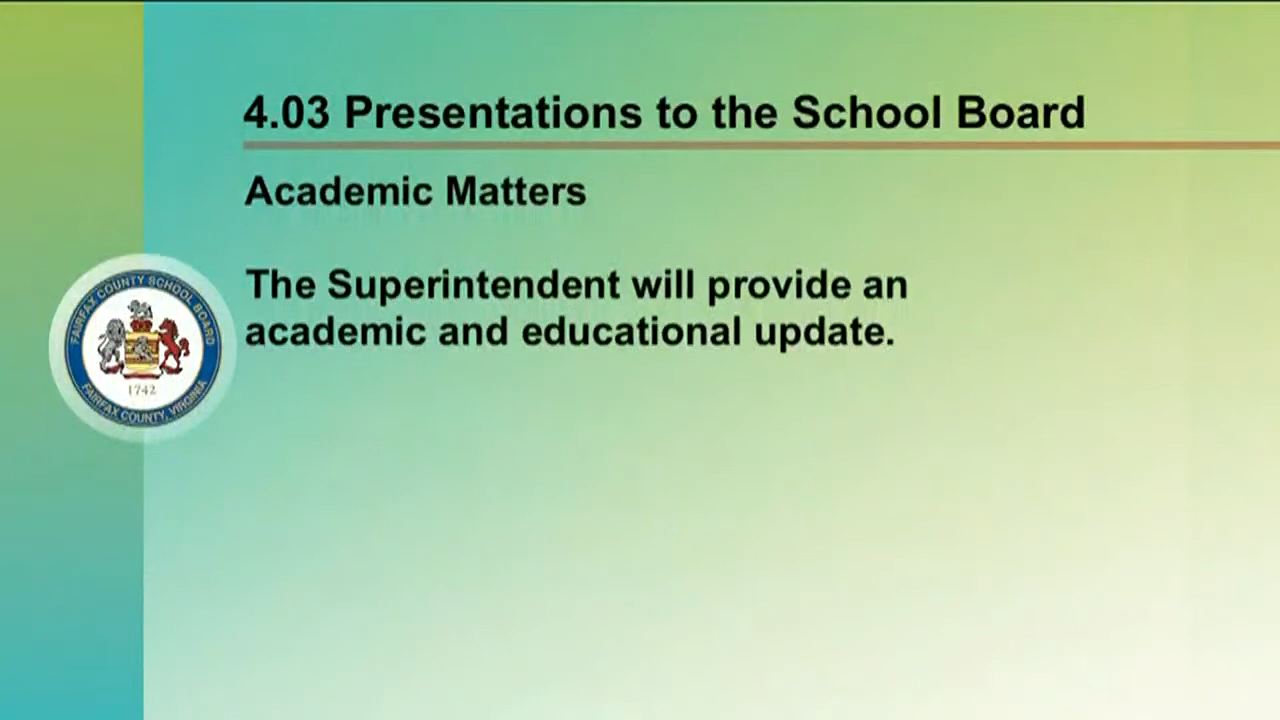 4.03 Presentations to the School Board
Academic Matters
The Superintendent will provide an
academic and educational update.
FAIRFAX COUNTY SCHOOL BOARD
1742
FAIRFAX COUNTY, VIRGINIA